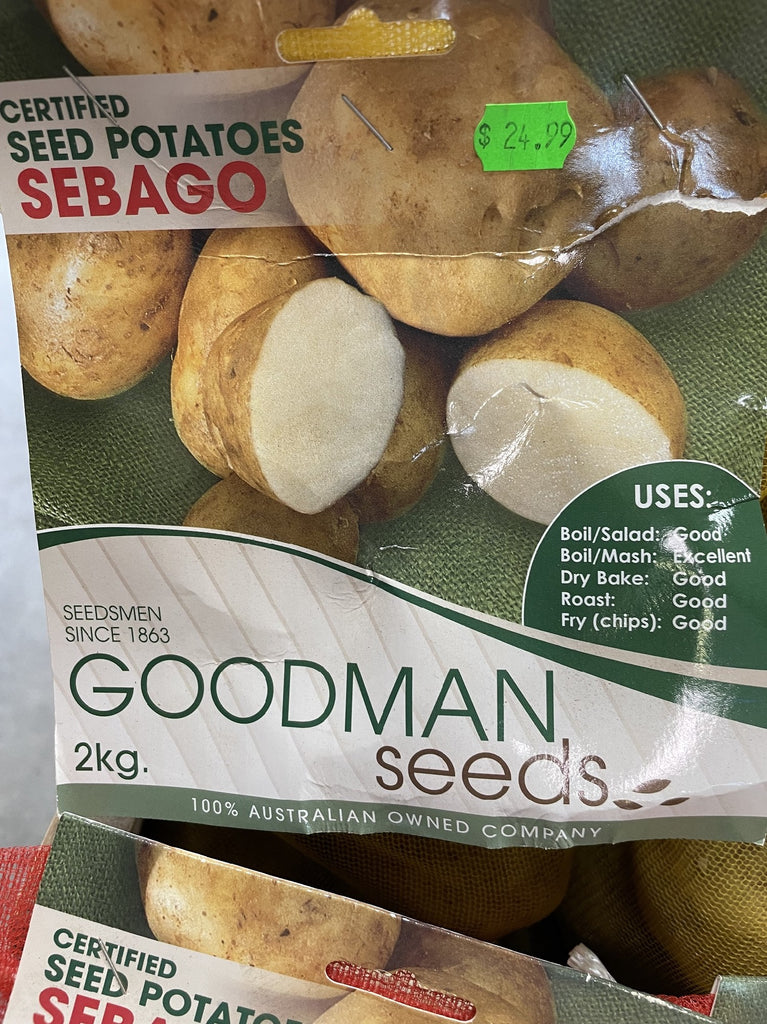 CERTIFIED
SEED POTATOES
SEBAGO
$ 24.99
USES:
Boil/Salad: Good
Boil/Mash: Excellent
Dry Bake: Good
Roast: Good
Fry (chips): Good
SEEDSMEN
SINCE 1863
GOODMAN
seeds
2kg.
100% AUSTRALIAN OWNED COMPANY
CERTIFIED
SEED POTATOES